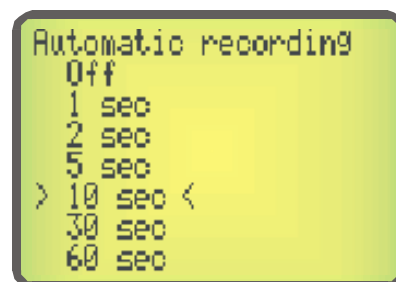 Automatic recording
Off
1 sec
2 sec
5 sec
> 10 sec <
30 sec
60 sec